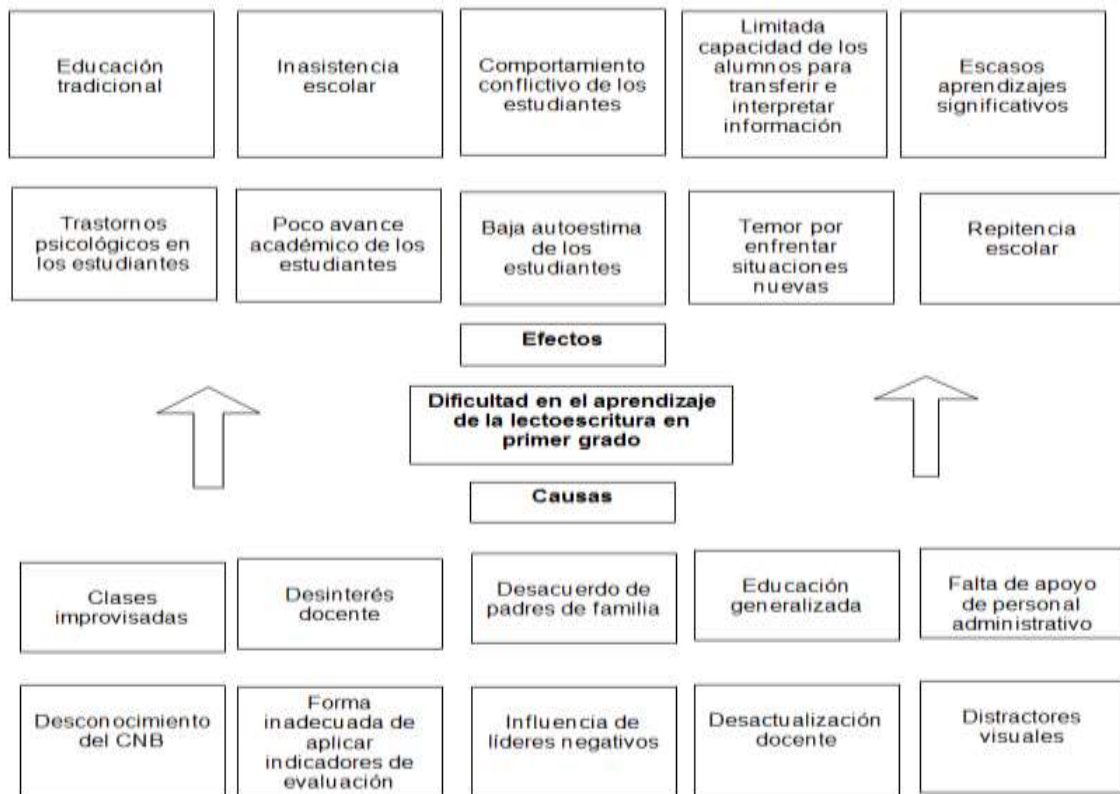 Educación
tradicional
Inasistencia
escolar
Comportamiento
conflictivo de los
estudiantes
Limitada
capacidad de los
alumnos para
transferir e
interpretar
información
Escasos
aprendizajes
significativos
Trastornos
psicológicos en
los estudiantes
Poco avance
académico de los
estudiantes
Baja autoestima
de los
estudiantes
Temor por
enfrentar
situaciones
nuevas
Repitencia
escolar
Efectos
Dificultad en el aprendizaje
de la lectoescritura en
primer grado
Causas
Clases
improvisadas
Desinterés
docente
Desacuerdo de
padres de familia
Educación
generalizada
Falta de apoyo
de personal
administrativo
Desconocimiento
del CNB
Forma
inadecuada de
aplicar
indicadores de
evaluación
Influencia de
líderes negativos
Desactualización
docente
Distractores
visuales